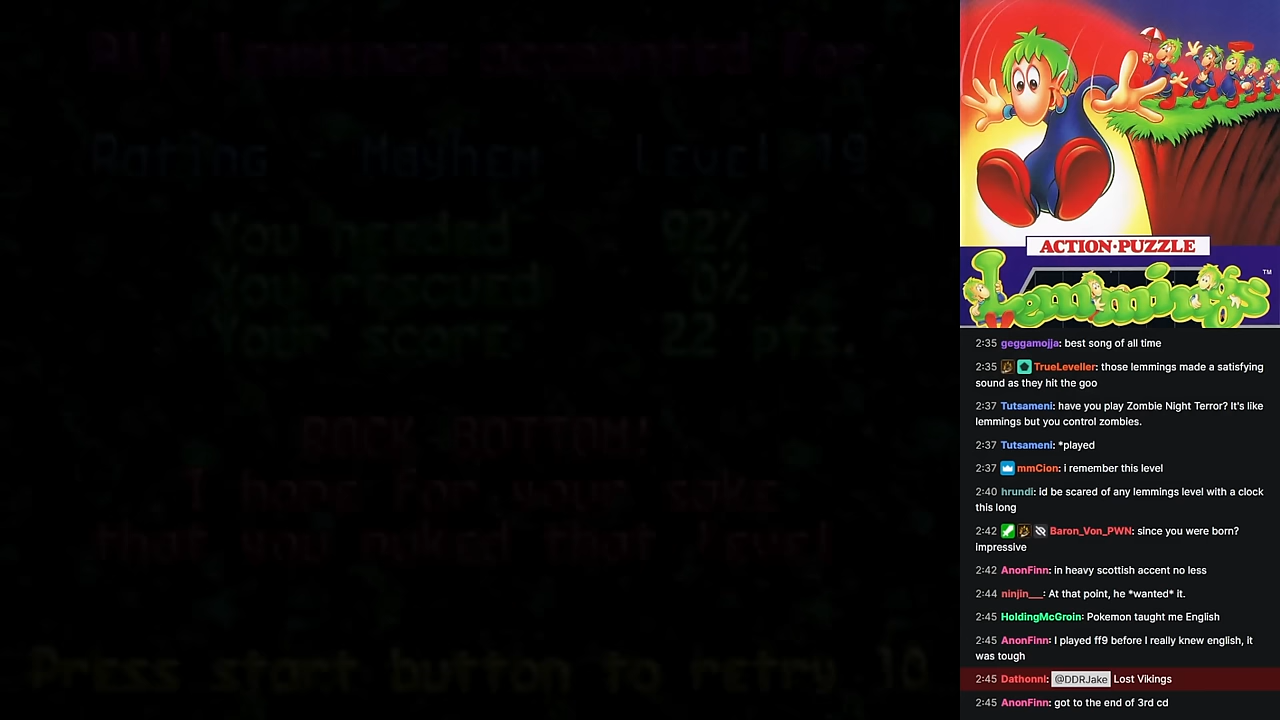 All lemmings accounted for.
Rating - Mayhem Level 19
You needed 92%
You rescued 0%
Your score 22 pts.
ROCK BOTTOM!
I hope for your sake
that you nuked that level
Press start button to retry 10
ACTION·PUZZLE
Lemmings™
2:35 geggamojja: best song of all time
2:35 TrueLeveller: those lemmings made a satisfying
sound as they hit the goo
2:37 Tutsameni: have you play Zombie Night Terror? It's like
lemmings but you control zombies.
2:37 Tutsameni: *played
2:37 mmCion: i remember this level
2:40 hrundi: id be scared of any lemmings level with a clock
this long
2:42 Baron_Von_PWN: since you were born?
impressive
2:42 AnonFinn: in heavy scottish accent no less
2:44 ninjin___: At that point, he *wanted* it.
2:45 HoldingMcGroin: Pokemon taught me English
2:45 AnonFinn: I played ff9 before I really knew english, it
was tough
2:45 Dathonnl: @DDRJake Lost Vikings
2:45 AnonFinn: got to the end of 3rd cd